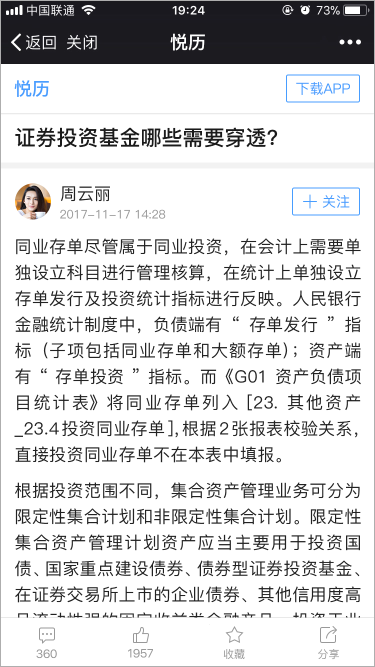 中国联通 19:24 73%
返回 关闭 悦历
悦历 下载APP
证券投资基金哪些需要穿透？
周云丽
2017-11-17 14:28
关注
同业存单尽管属于同业投资，在会计上需要单
独设立科目进行管理核算，在统计上单独设立
存单发行及投资统计指标进行反映。人民银行
金融统计制度中，负债端有“ 存单发行 ”指
标（子项包括同业存单和大额存单）；资产端
有“ 存单投资 ”指标。而《G01 资产负债项
目统计表》将同业存单列入 [23. 其他资产
_23.4投资同业存单],根据2张报表校验关系，
直接投资同业存单不在本表中填报。
根据投资范围不同，集合资产管理业务可分为
限定性集合计划和非限定性集合计划。限定性
集合资产管理计划资产应当主要用于投资国
债、国家重点建设债券、债券型证券投资基金、
在证券交易所上市的企业债券、其他信用度高
360 1957 收藏 分享